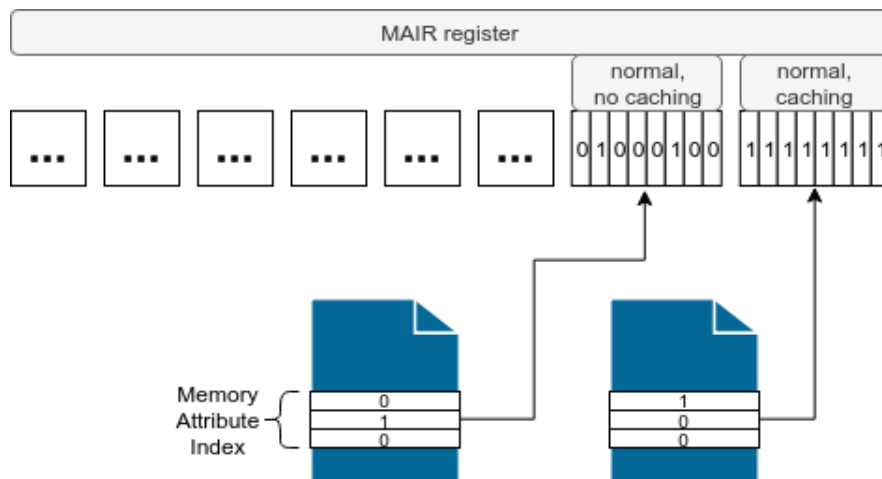 MAIR register
normal,
no caching
normal,
caching
... ... ... ... ... ... 0 1 0 0 0 1 0 0 1 1 1 1 1 1 1 1
Memory
Attribute
Index
0
1
0
1
0
0